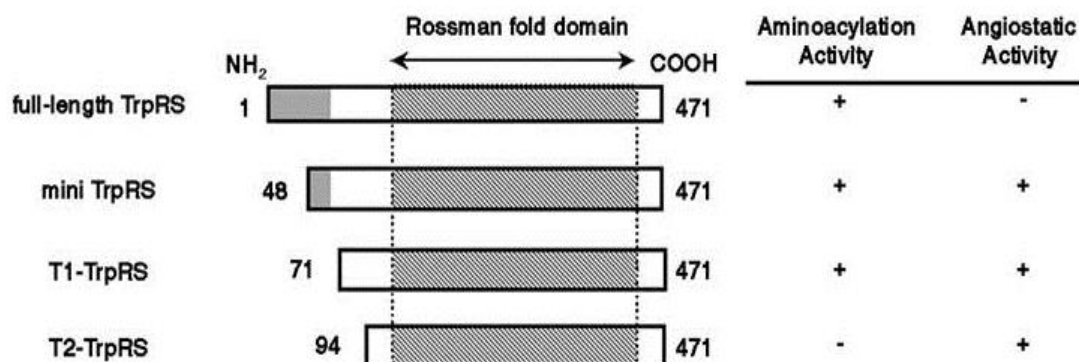 Rossman fold domain
Aminoacylation Activity
Angiostatic Activity
NH2
COOH
full-length TrpRS 1 471 + -
mini TrpRS 48 471 + +
T1-TrpRS 71 471 + +
T2-TrpRS 94 471 - +